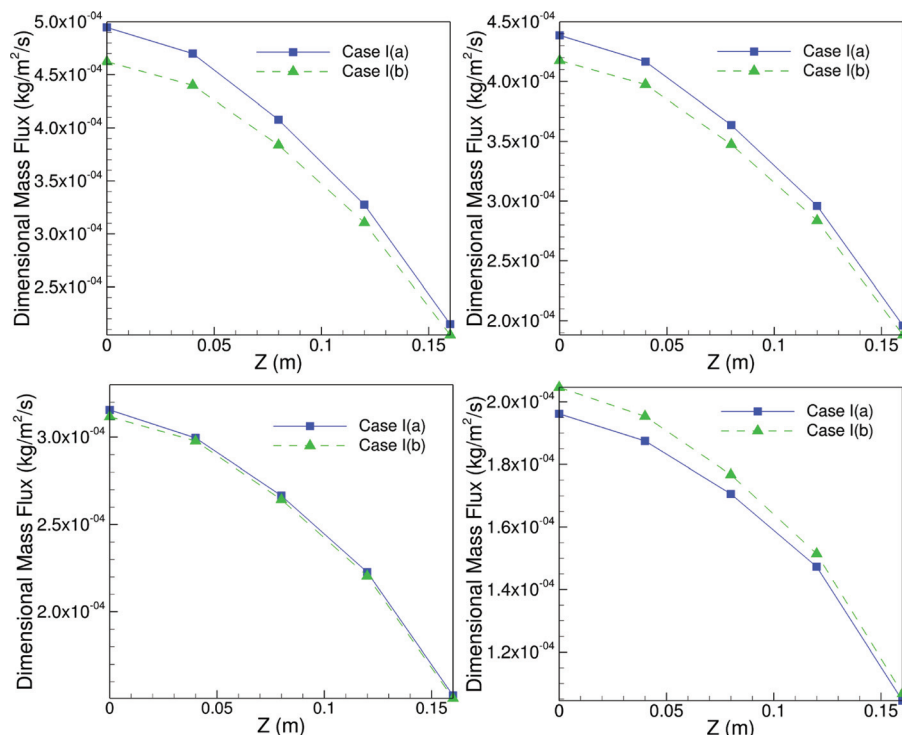 5.0x10⁻⁰⁴
4.5x10⁻⁰⁴
4.0x10⁻⁰⁴
3.5x10⁻⁰⁴
3.0x10⁻⁰⁴
2.5x10⁻⁰⁴
Dimensional Mass Flux (kg/m²/s)
Case I(a)
Case I(b)
0 0.05 0.1 0.15
Z (m)
4.5x10⁻⁰⁴
4.0x10⁻⁰⁴
3.5x10⁻⁰⁴
3.0x10⁻⁰⁴
2.5x10⁻⁰⁴
2.0x10⁻⁰⁴
Dimensional Mass Flux (kg/m²/s)
Case I(a)
Case I(b)
0 0.05 0.1 0.15
Z (m)
3.0x10⁻⁰⁴
2.5x10⁻⁰⁴
2.0x10⁻⁰⁴
Dimensional Mass Flux (kg/m²/s)
Case I(a)
Case I(b)
0 0.05 0.1 0.15
Z (m)
2.0x10⁻⁰⁴
1.8x10⁻⁰⁴
1.6x10⁻⁰⁴
1.4x10⁻⁰⁴
1.2x10⁻⁰⁴
Dimensional Mass Flux (kg/m²/s)
Case I(a)
Case I(b)
0 0.05 0.1 0.15
Z (m)